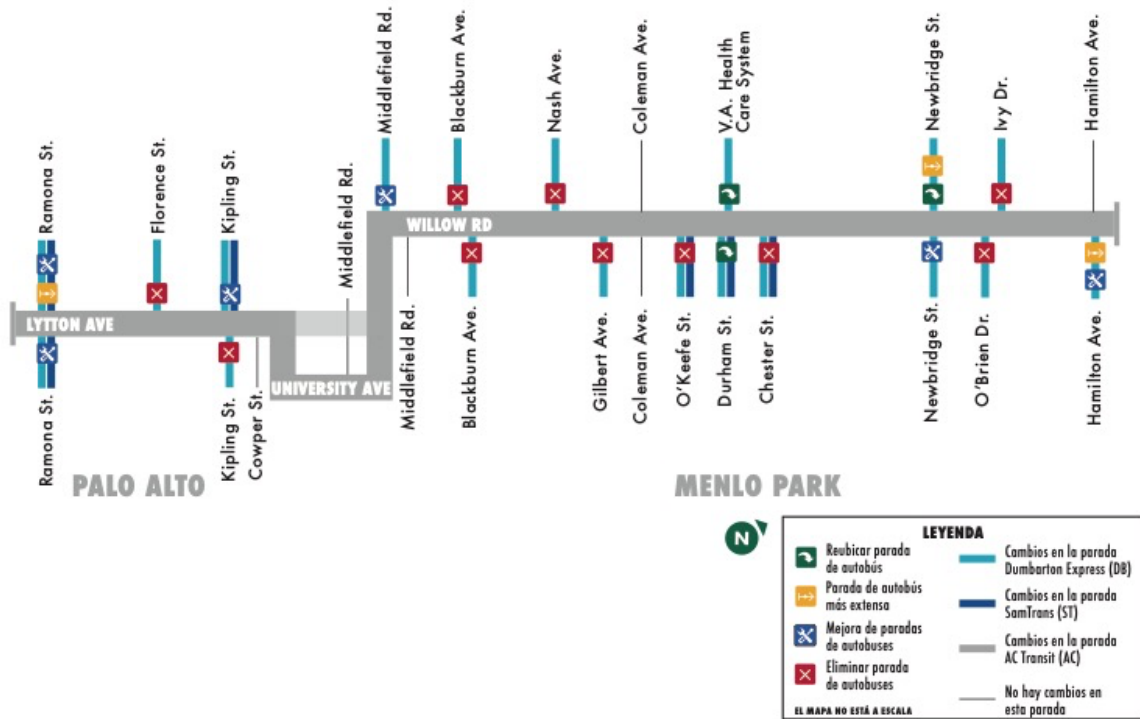 Ramona St.
Florence St.
Kipling St.
Middlefield Rd.
Middlefield Rd.
Blackburn Ave.
Nash Ave.
Coleman Ave.
V.A. Health
Care System
Newbridge St.
Ivy Dr.
Hamilton Ave.
WILLOW RD
LYTTON AVE
UNIVERSITY AVE
Ramona St.
Kipling St.
Cowper St.
Middlefield Rd.
Blackburn Ave.
Gilbert Ave.
Coleman Ave.
O'Keefe St.
Durham St.
Chester St.
Newbridge St.
O'Brien Dr.
Hamilton Ave.
PALO ALTO
MENLO PARK
N
LEYENDA
Reubicar parada
de autobús
Parada de autobús
más extensa
Mejora de paradas
de autobuses
Eliminar parada
de autobuses
EL MAPA NO ESTÁ A ESCALA
Cambios en la parada
Dumbarton Express (DB)
Cambios en la parada
SamTrans (ST)
Cambios en la parada
AC Transit (AC)
No hay cambios en
esta parada